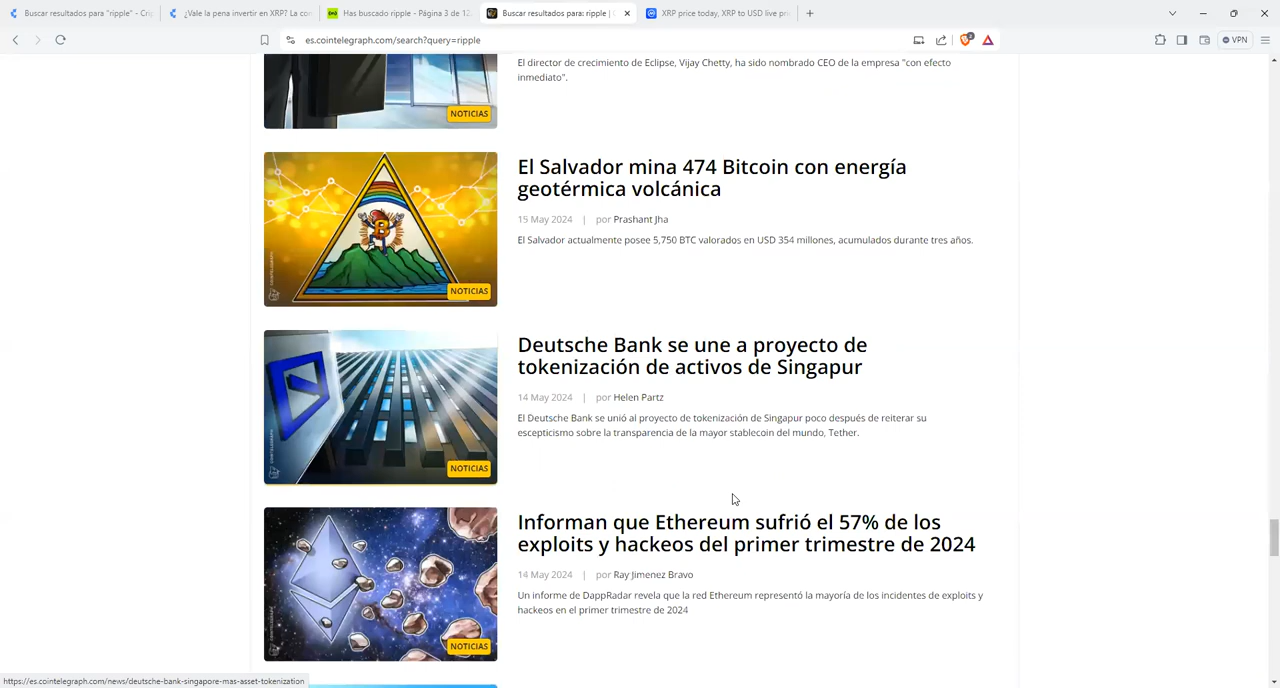 Buscar resultados para "ripple" - Crip
¿Vale la pena invertir en XRP? La cor
Has buscado ripple - Página 3 de 12
Buscar resultados para: ripple |
XRP price today, XRP to USD live pri
es.cointelegraph.com/search?query=ripple
2
VPN
El director de crecimiento de Eclipse, Vijay Chetty, ha sido nombrado CEO de la empresa "con efecto
inmediato".
NOTICIAS
El Salvador mina 474 Bitcoin con energía
geotérmica volcánica
15 May 2024 | por Prashant Jha
El Salvador actualmente posee 5,750 BTC valorados en USD 354 millones, acumulados durante tres años.
COINTELEGRAPH
NOTICIAS
Deutsche Bank se une a proyecto de
tokenización de activos de Singapur
14 May 2024 | por Helen Partz
El Deutsche Bank se unió al proyecto de tokenización de Singapur poco después de reiterar su
escepticismo sobre la transparencia de la mayor stablecoin del mundo, Tether.
COINTELEGRAPH
NOTICIAS
Informan que Ethereum sufrió el 57% de los
exploits y hackeos del primer trimestre de 2024
14 May 2024 | por Ray Jimenez Bravo
Un informe de DappRadar revela que la red Ethereum representó la mayoría de los incidentes de exploits y
hackeos en el primer trimestre de 2024
COINTELEGRAPH
NOTICIAS
https://es.cointelegraph.com/news/deutsche-bank-singapore-mas-asset-tokenization